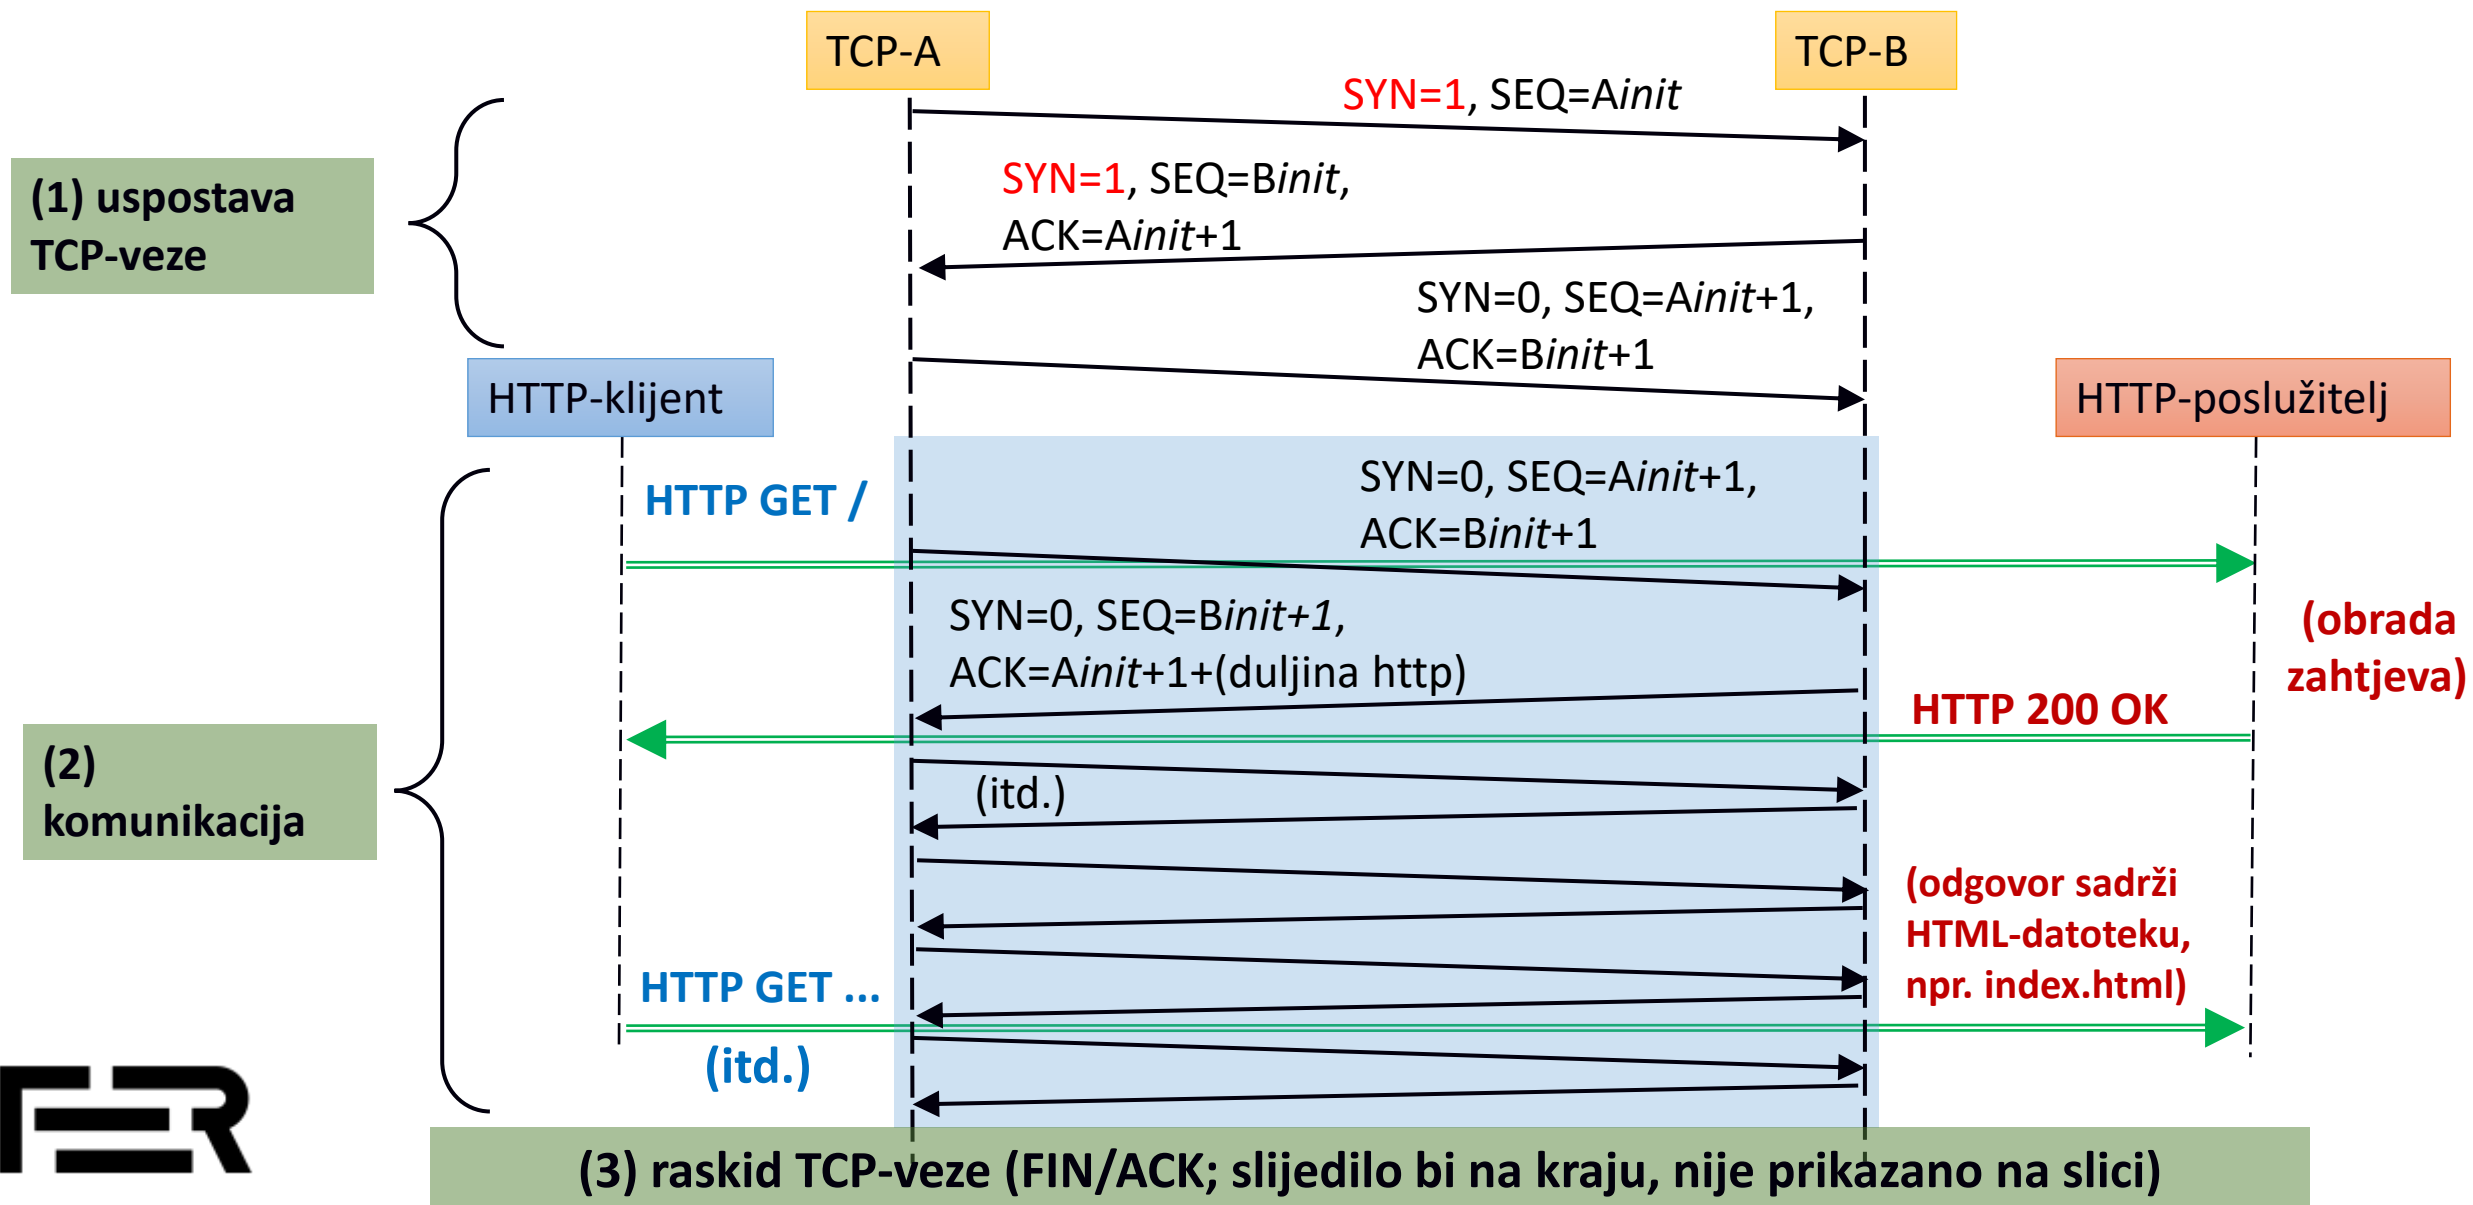 TCP-A
TCP-B
SYN=1, SEQ=Ainit
SYN=1, SEQ=Binit,
ACK=Ainit+1
(1) uspostava
TCP-veze
SYN=0, SEQ=Ainit+1,
ACK=Binit+1
HTTP-klijent
HTTP-poslužitelj
HTTP GET /
SYN=0, SEQ=Ainit+1,
ACK=Binit+1
SYN=0, SEQ=Binit+1,
ACK=Ainit+1+(duljina http)
(obrada
zahtjeva)
HTTP 200 OK
(2)
komunikacija
(itd.)
(odgovor sadrži
HTML-datoteku,
npr. index.html)
HTTP GET ...
(itd.)
FER
(3) raskid TCP-veze (FIN/ACK; slijedilo bi na kraju, nije prikazano na slici)